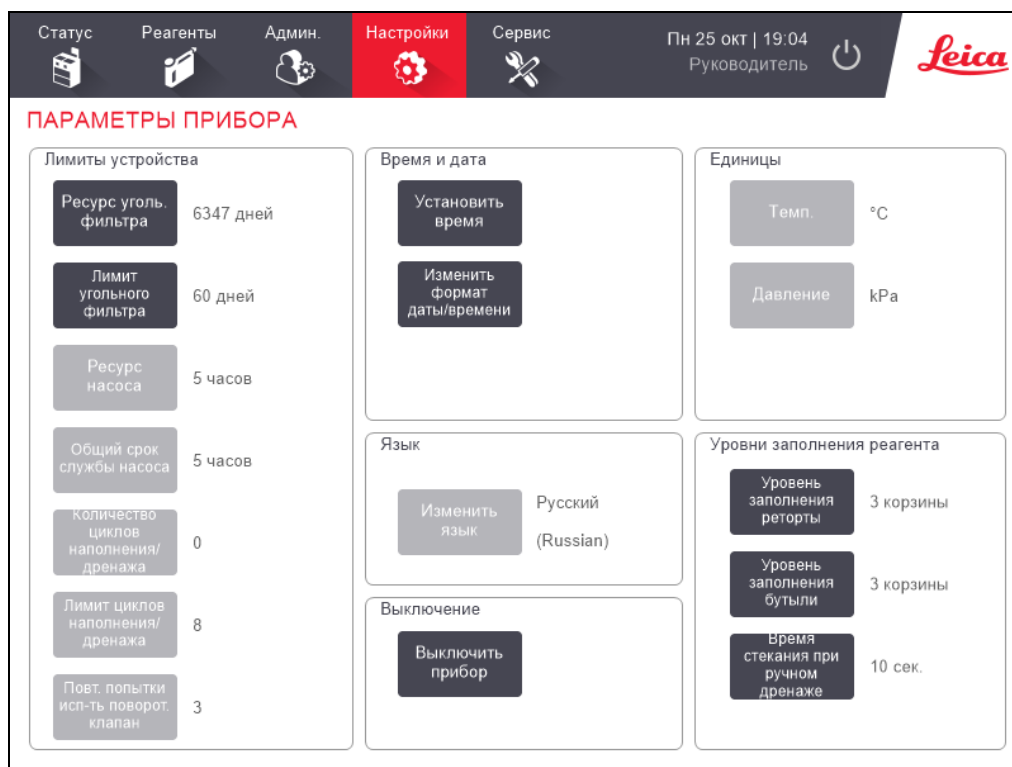 Статус
Реагенты
Админ.
Настройки
Сервис
Пн 25 окт | 19:04
Руководитель
Leica
ПАРАМЕТРЫ ПРИБОРА
Лимиты устройства
Ресурс уголь.
фильтра
6347 дней
Лимит
угольного
фильтра
60 дней
Ресурс
насоса
5 часов
Общий срок
службы насоса
5 часов
Количество
циклов
наполнения/
дренажа
0
Лимит циклов
наполнения/
дренажа
8
Повт. попытки
исп-ть поворот.
клапан
3
Время и дата
Установить
время
Изменить
формат
даты/времени
Язык
Изменить
язык
Русский
(Russian)
Выключение
Выключить
прибор
Единицы
Темп.
°C
Давление
kPa
Уровни заполнения реагента
Уровень
заполнения
реторты
3 корзины
Уровень
заполнения
бутыли
3 корзины
Время
стекания при
ручном
дренаже
10 сек.